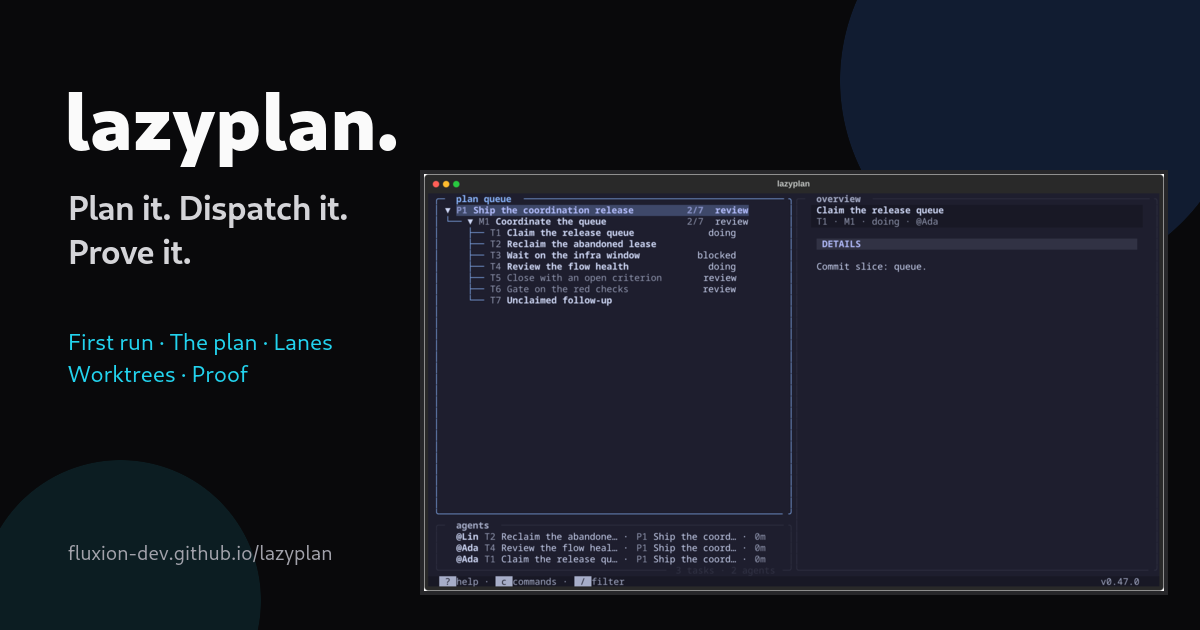 lazyplan.
Plan it. Dispatch it.
Prove it.
First run · The plan · Lanes
Worktrees · Proof
fluxion-dev.github.io/lazyplan
lazyplan
plan queue
▼ P1 Ship the coordination release 2/7 review
▼ M1 Coordinate the queue 2/7 review
T1 Claim the release queue doing
T2 Reclaim the abandoned lease
T3 Wait on the infra window blocked
T4 Review the flow health doing
T5 Close with an open criterion review
T6 Gate on the red checks review
T7 Unclaimed follow-up
agents
@Lin T2 Reclaim the abandone… · P1 Ship the coord… · 0m
@Ada T4 Review the flow heal… · P1 Ship the coord… · 0m
@Ada T1 Claim the release qu… · P1 Ship the coord… · 0m
3 tasks 2 agents
overview
Claim the release queue
T1 · M1 · doing · @Ada
DETAILS
Commit slice: queue.
? help · c commands · / filter
v0.47.0